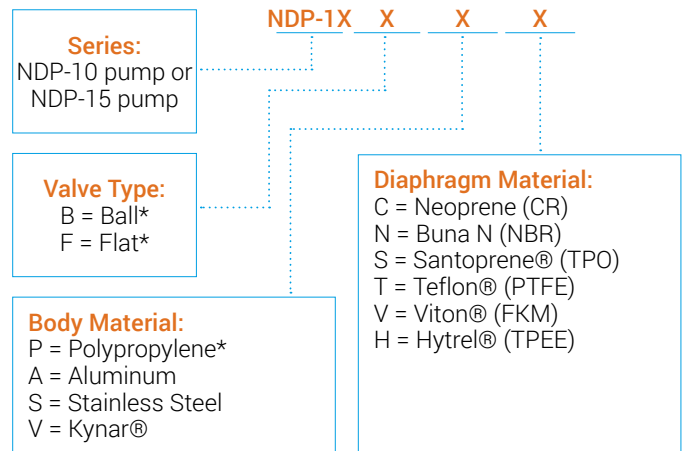 NDP-1X X X X
Series:
NDP-10 pump or
NDP-15 pump
Valve Type:
B = Ball*
F = Flat*
Body Material:
P = Polypropylene*
A = Aluminum
S = Stainless Steel
V = Kynar®
Diaphragm Material:
C = Neoprene (CR)
N = Buna N (NBR)
S = Santoprene® (TPO)
T = Teflon® (PTFE)
V = Viton® (FKM)
H = Hytrel® (TPEE)